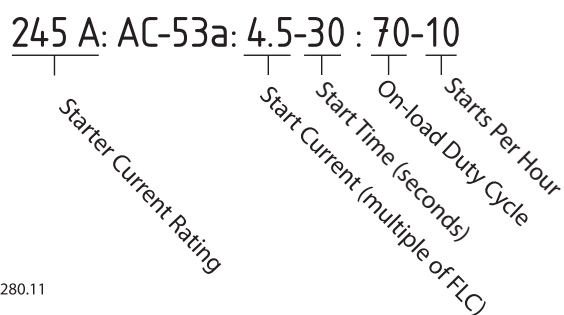 245 A: AC-53a: 4.5-30 : 70-10
Starter Current Rating
Start Current (multiple of FLC)
Start Time (seconds)
On-load Duty Cycle
Starts Per Hour
280.11